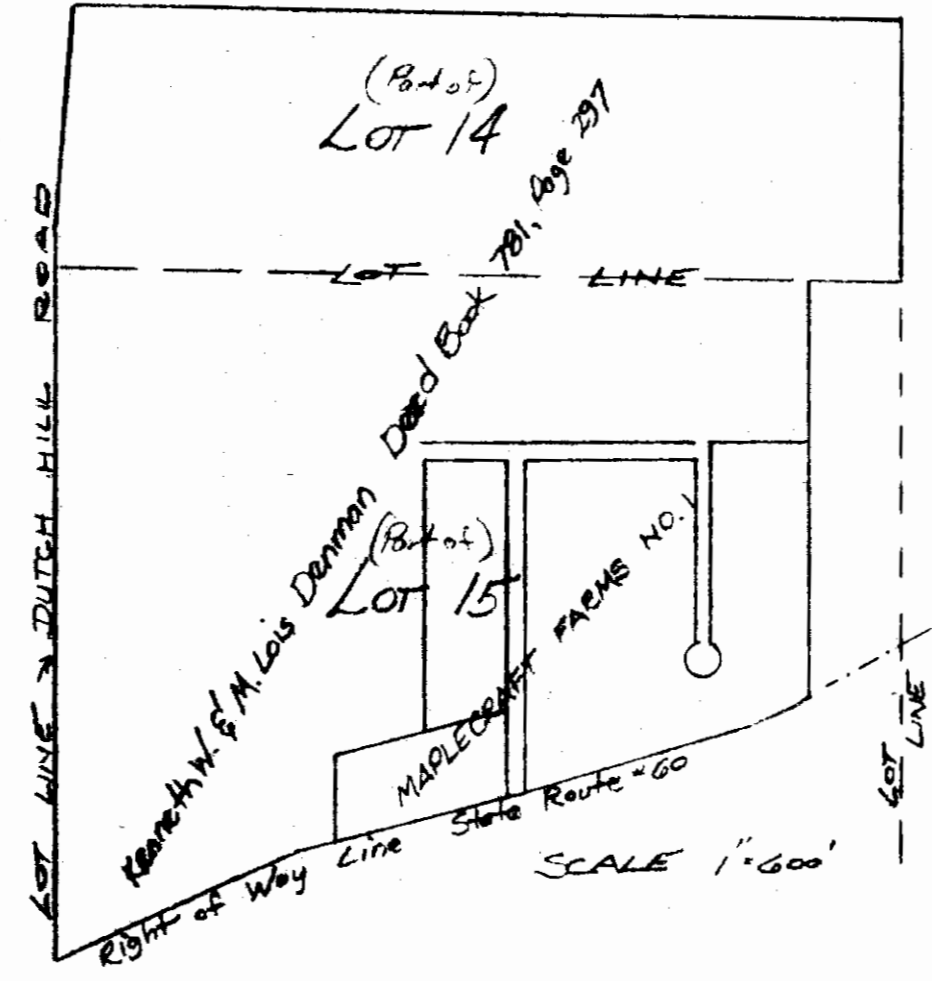 (Part of)
LOT 14
LOT LINE
LOT LINE → DUTCH HILL ROAD
Kenneth W. & M. Lois Denman Deed Book 781, Page 297
(Part of)
LOT 15
MAPLECRAFT FARMS NO. 1
LOT LINE
Right of Way Line State Route #60
SCALE 1"=600'